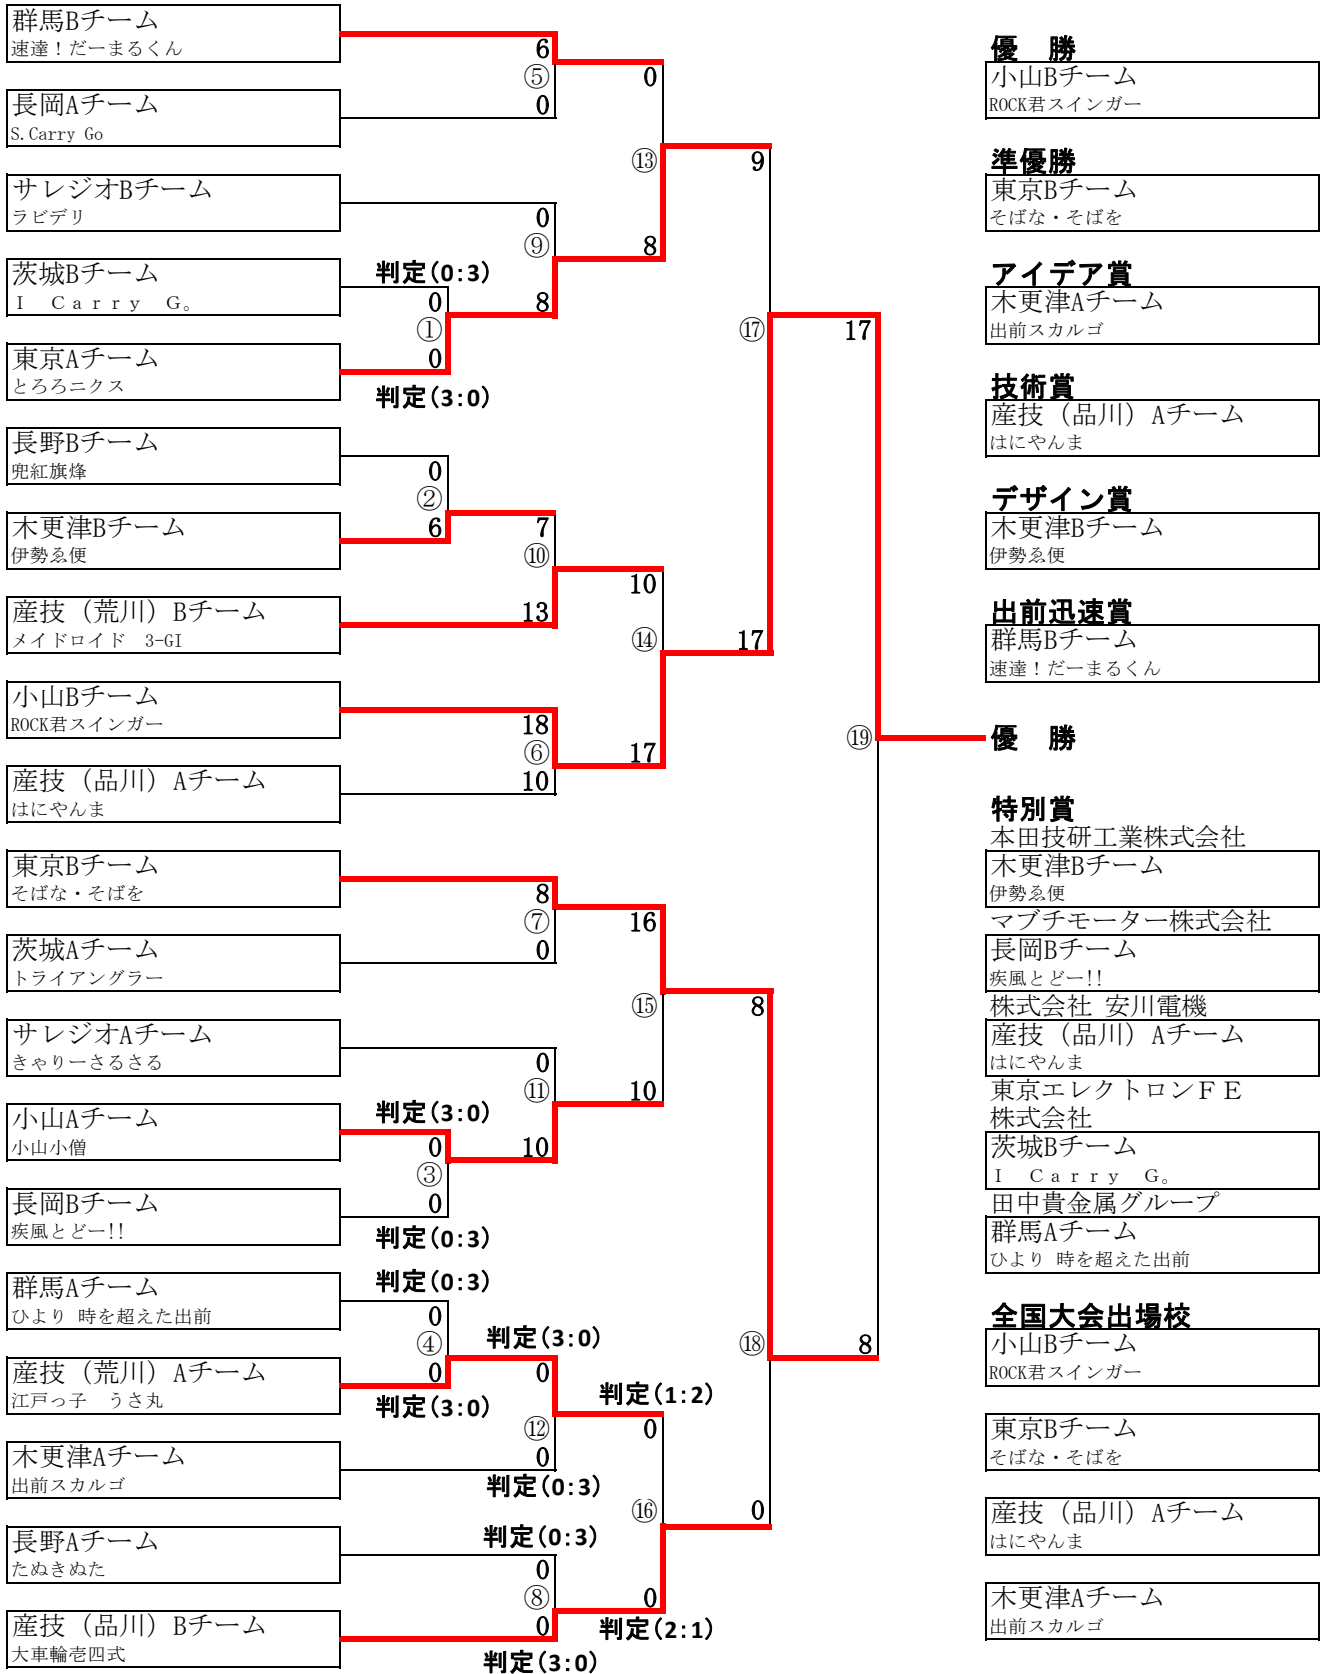 群馬Bチーム
速達！だーまるくん
長岡Aチーム
S.Carry Go
サレジオBチーム
ラビデリ
茨城Bチーム
Ｉ　Ｃａｒｒｙ　Ｇ。
東京Aチーム
とろろニクス
長野Bチーム
兜紅旗烽
木更津Bチーム
伊勢ゑ便
産技（荒川）Bチーム
メイドロイド　3-GI
小山Bチーム
ROCK君スインガー
産技（品川）Aチーム
はにやんま
東京Bチーム
そばな・そばを
茨城Aチーム
トライアングラー
サレジオAチーム
きゃりーさるさる
小山Aチーム
小山小僧
長岡Bチーム
疾風とどー!!
群馬Aチーム
ひより 時を超えた出前
産技（荒川）Aチーム
江戸っ子　うさ丸
木更津Aチーム
出前スカルゴ
長野Aチーム
たぬきぬた
産技（品川）Bチーム
大車輪壱四式
判定(0:3)
0
①
0
判定(3:0)
0
②
6
判定(3:0)
0
③
0
判定(0:3)
判定(0:3)
0
④
0
判定(3:0)
6
⑤
0
0
⑨
8
7
⑩
13
18
⑥
10
8
⑦
0
0
⑪
10
判定(3:0)
0
⑫
0
判定(0:3)
判定(0:3)
0
⑧
0
判定(3:0)
0
⑬
8
10
⑭
17
16
⑮
10
判定(1:2)
0
⑯
0
判定(2:1)
9
⑰
17
8
⑱
0
17
⑲
8
優　勝
小山Bチーム
ROCK君スインガー
準優勝
東京Bチーム
そばな・そばを
アイデア賞
木更津Aチーム
出前スカルゴ
技術賞
産技（品川）Aチーム
はにやんま
デザイン賞
木更津Bチーム
伊勢ゑ便
出前迅速賞
群馬Bチーム
速達！だーまるくん
優　勝
特別賞
本田技研工業株式会社
木更津Bチーム
伊勢ゑ便
マブチモーター株式会社
長岡Bチーム
疾風とどー!!
株式会社 安川電機
産技（品川）Aチーム
はにやんま
東京エレクトロンＦＥ
株式会社
茨城Bチーム
Ｉ　Ｃａｒｒｙ　Ｇ。
田中貴金属グループ
群馬Aチーム
ひより 時を超えた出前
全国大会出場校
小山Bチーム
ROCK君スインガー
東京Bチーム
そばな・そばを
産技（品川）Aチーム
はにやんま
木更津Aチーム
出前スカルゴ